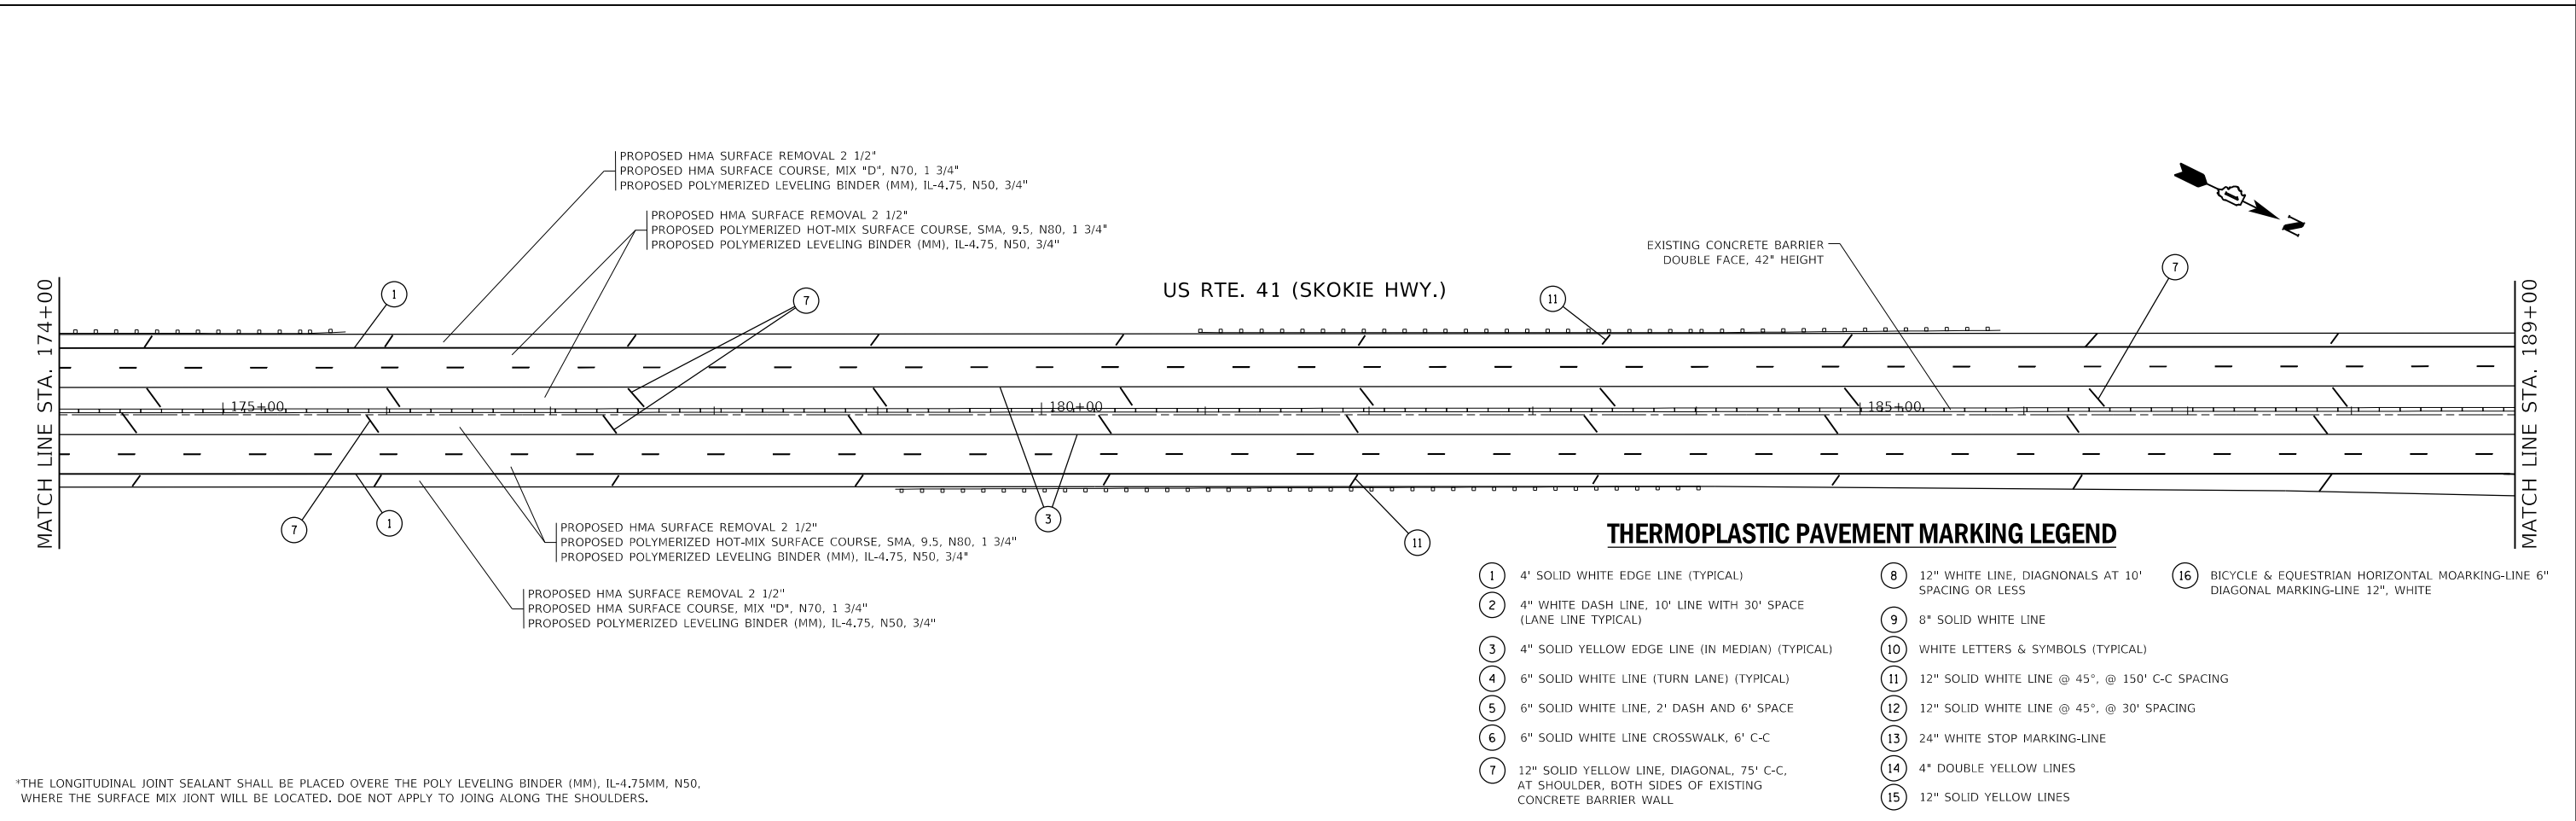 PROPOSED HMA SURFACE REMOVAL 2 1/2"
PROPOSED HMA SURFACE COURSE, MIX "D", N70, 1 3/4"
PROPOSED POLYMERIZED LEVELING BINDER (MM), IL-4.75, N50, 3/4"
PROPOSED HMA SURFACE REMOVAL 2 1/2"
PROPOSED POLYMERIZED HOT-MIX SURFACE COURSE, SMA, 9.5, N80, 1 3/4"
PROPOSED POLYMERIZED LEVELING BINDER (MM), IL-4.75, N50, 3/4"
EXISTING CONCRETE BARRIER
DOUBLE FACE, 42" HEIGHT
N
US RTE. 41 (SKOKIE HWY.)
1
7
11
7
MATCH LINE STA. 174+00
175+00
180+00
185+00
MATCH LINE STA. 189+00
7
1
3
11
PROPOSED HMA SURFACE REMOVAL 2 1/2"
PROPOSED POLYMERIZED HOT-MIX SURFACE COURSE, SMA, 9.5, N80, 1 3/4"
PROPOSED POLYMERIZED LEVELING BINDER (MM), IL-4.75, N50, 3/4"
PROPOSED HMA SURFACE REMOVAL 2 1/2"
PROPOSED HMA SURFACE COURSE, MIX "D", N70, 1 3/4"
PROPOSED POLYMERIZED LEVELING BINDER (MM), IL-4.75, N50, 3/4"
THERMOPLASTIC PAVEMENT MARKING LEGEND
1 4' SOLID WHITE EDGE LINE (TYPICAL)
2 4" WHITE DASH LINE, 10' LINE WITH 30' SPACE
(LANE LINE TYPICAL)
3 4" SOLID YELLOW EDGE LINE (IN MEDIAN) (TYPICAL)
4 6" SOLID WHITE LINE (TURN LANE) (TYPICAL)
5 6" SOLID WHITE LINE, 2' DASH AND 6' SPACE
6 6" SOLID WHITE LINE CROSSWALK, 6' C-C
7 12" SOLID YELLOW LINE, DIAGONAL, 75' C-C,
AT SHOULDER, BOTH SIDES OF EXISTING
CONCRETE BARRIER WALL
8 12" WHITE LINE, DIAGNONALS AT 10'
SPACING OR LESS
9 8" SOLID WHITE LINE
10 WHITE LETTERS & SYMBOLS (TYPICAL)
11 12" SOLID WHITE LINE @ 45°, @ 150' C-C SPACING
12 12" SOLID WHITE LINE @ 45°, @ 30' SPACING
13 24" WHITE STOP MARKING-LINE
14 4" DOUBLE YELLOW LINES
15 12" SOLID YELLOW LINES
16 BICYCLE & EQUESTRIAN HORIZONTAL MOARKING-LINE 6"
DIAGONAL MARKING-LINE 12", WHITE
*THE LONGITUDINAL JOINT SEALANT SHALL BE PLACED OVERE THE POLY LEVELING BINDER (MM), IL-4.75MM, N50,
WHERE THE SURFACE MIX JIONT WILL BE LOCATED. DOE NOT APPLY TO JOING ALONG THE SHOULDERS.